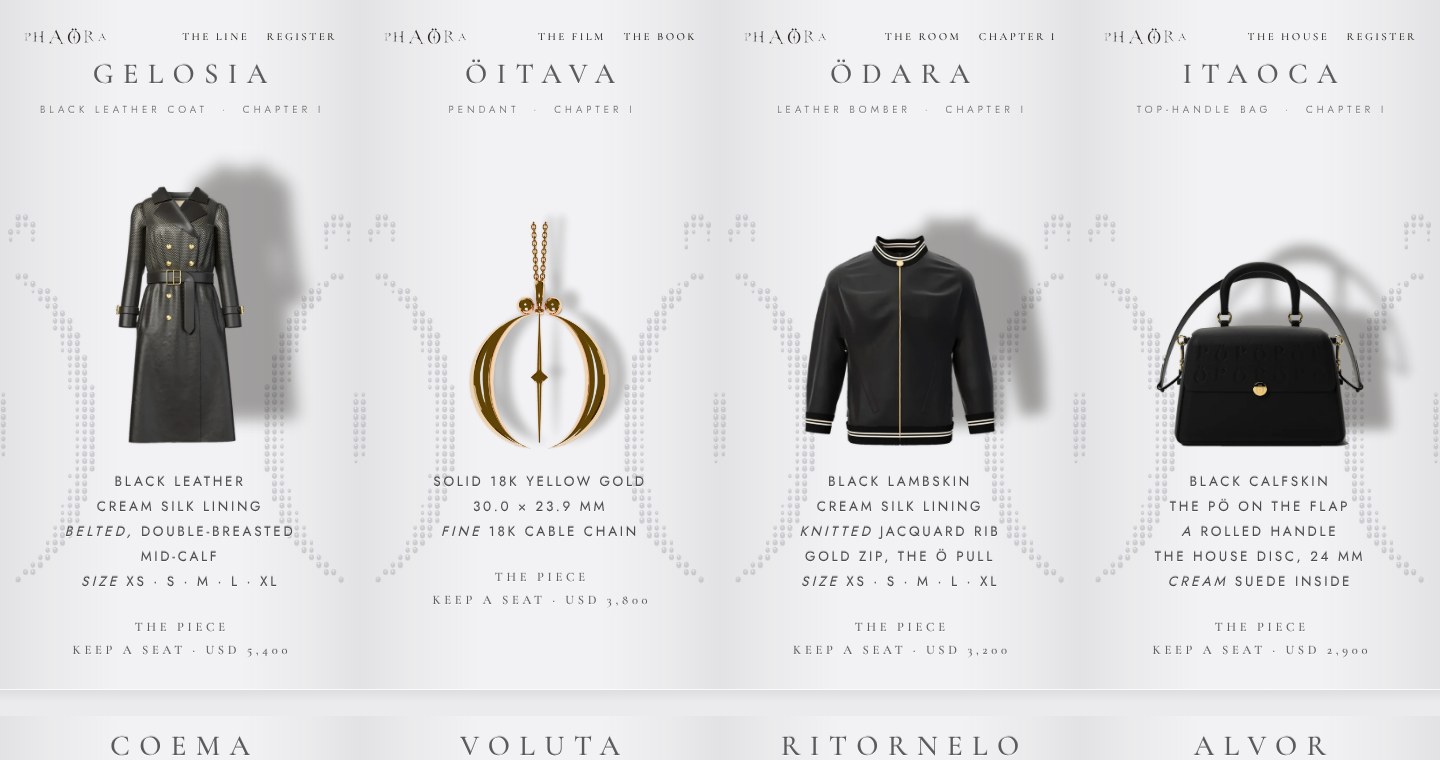 PHAÖRA THE LINE REGISTER
GELOSIA
BLACK LEATHER COAT · CHAPTER I
BLACK LEATHER
CREAM SILK LINING
BELTED, DOUBLE-BREASTED
MID-CALF
SIZE XS · S · M · L · XL
THE PIECE
KEEP A SEAT · USD 5,400
PHAÖRA THE FILM THE BOOK
ÖITAVA
PENDANT · CHAPTER I
SOLID 18K YELLOW GOLD
30.0 × 23.9 MM
FINE 18K CABLE CHAIN
THE PIECE
KEEP A SEAT · USD 3,800
PHAÖRA THE ROOM CHAPTER I
ÖDARA
LEATHER BOMBER · CHAPTER I
BLACK LAMBSKIN
CREAM SILK LINING
KNITTED JACQUARD RIB
GOLD ZIP, THE Ö PULL
SIZE XS · S · M · L · XL
THE PIECE
KEEP A SEAT · USD 3,200
PHAÖRA THE HOUSE REGISTER
ITAOCA
TOP-HANDLE BAG · CHAPTER I
BLACK CALFSKIN
THE PÖ ON THE FLAP
A ROLLED HANDLE
THE HOUSE DISC, 24 MM
CREAM SUEDE INSIDE
THE PIECE
KEEP A SEAT · USD 2,900
COEMA
VOLUTA
RITORNELO
ALVOR